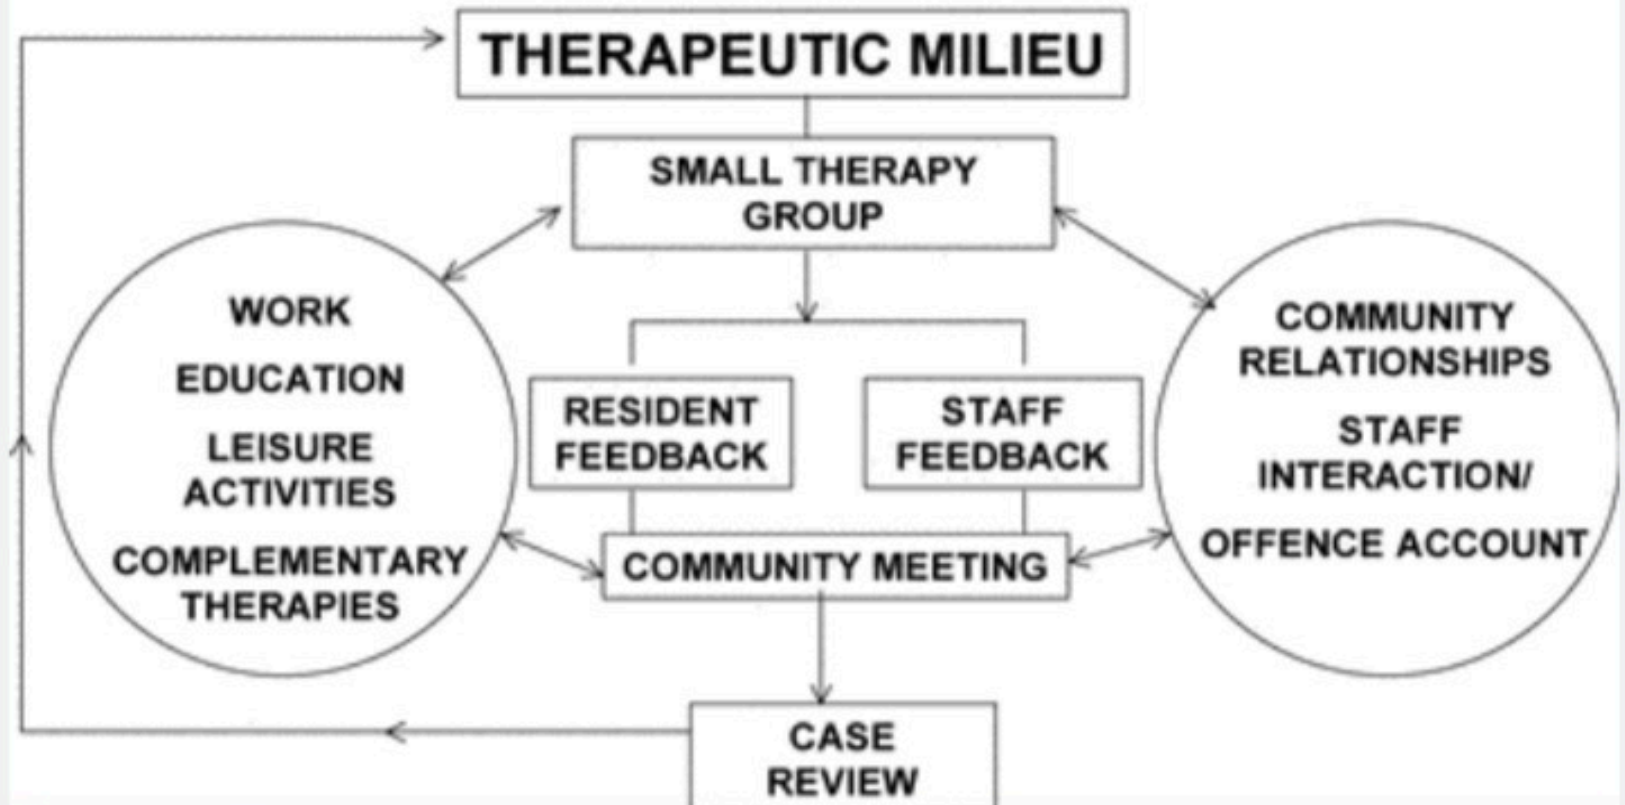 THERAPEUTIC MILIEU
SMALL THERAPY
GROUP
WORK
EDUCATION
LEISURE
ACTIVITIES
COMPLEMENTARY
THERAPIES
RESIDENT
FEEDBACK
STAFF
FEEDBACK
COMMUNITY
RELATIONSHIPS
STAFF
INTERACTION/
OFFENCE ACCOUNT
COMMUNITY MEETING
CASE
REVIEW